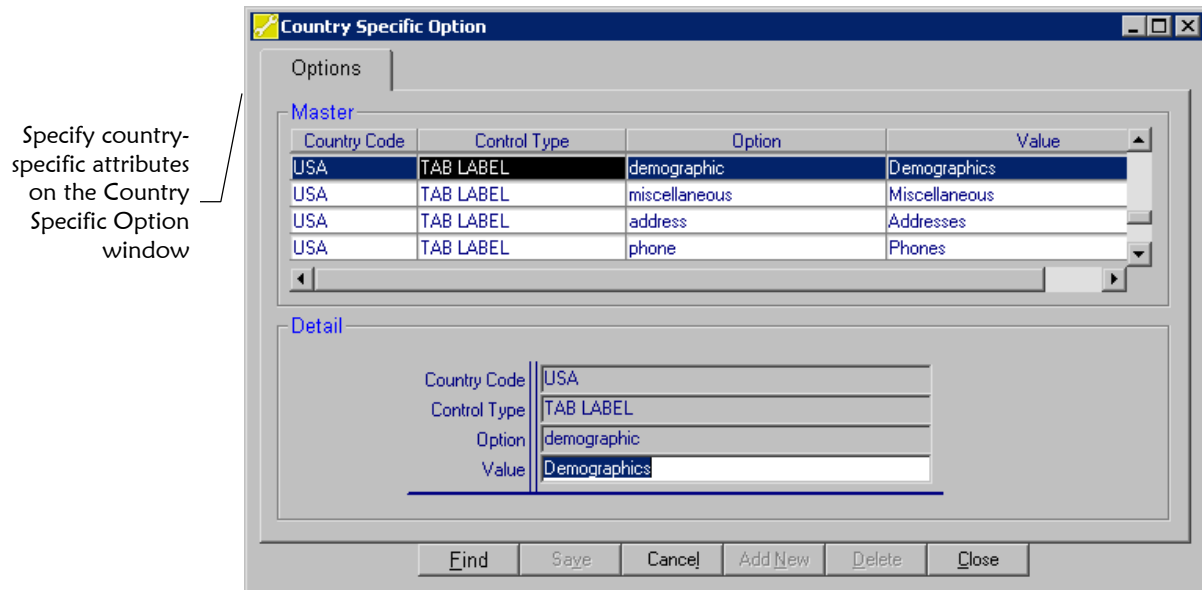 Country Specific Option
Options
Specify country-
specific attributes
on the Country
Specific Option
window
Master
Country Code Control Type Option Value
USA TAB LABEL demographic Demographics
USA TAB LABEL miscellaneous Miscellaneous
USA TAB LABEL address Addresses
USA TAB LABEL phone Phones
Detail
Country Code USA
Control Type TAB LABEL
Option demographic
Value Demographics
Find Save Cancel Add New Delete Close